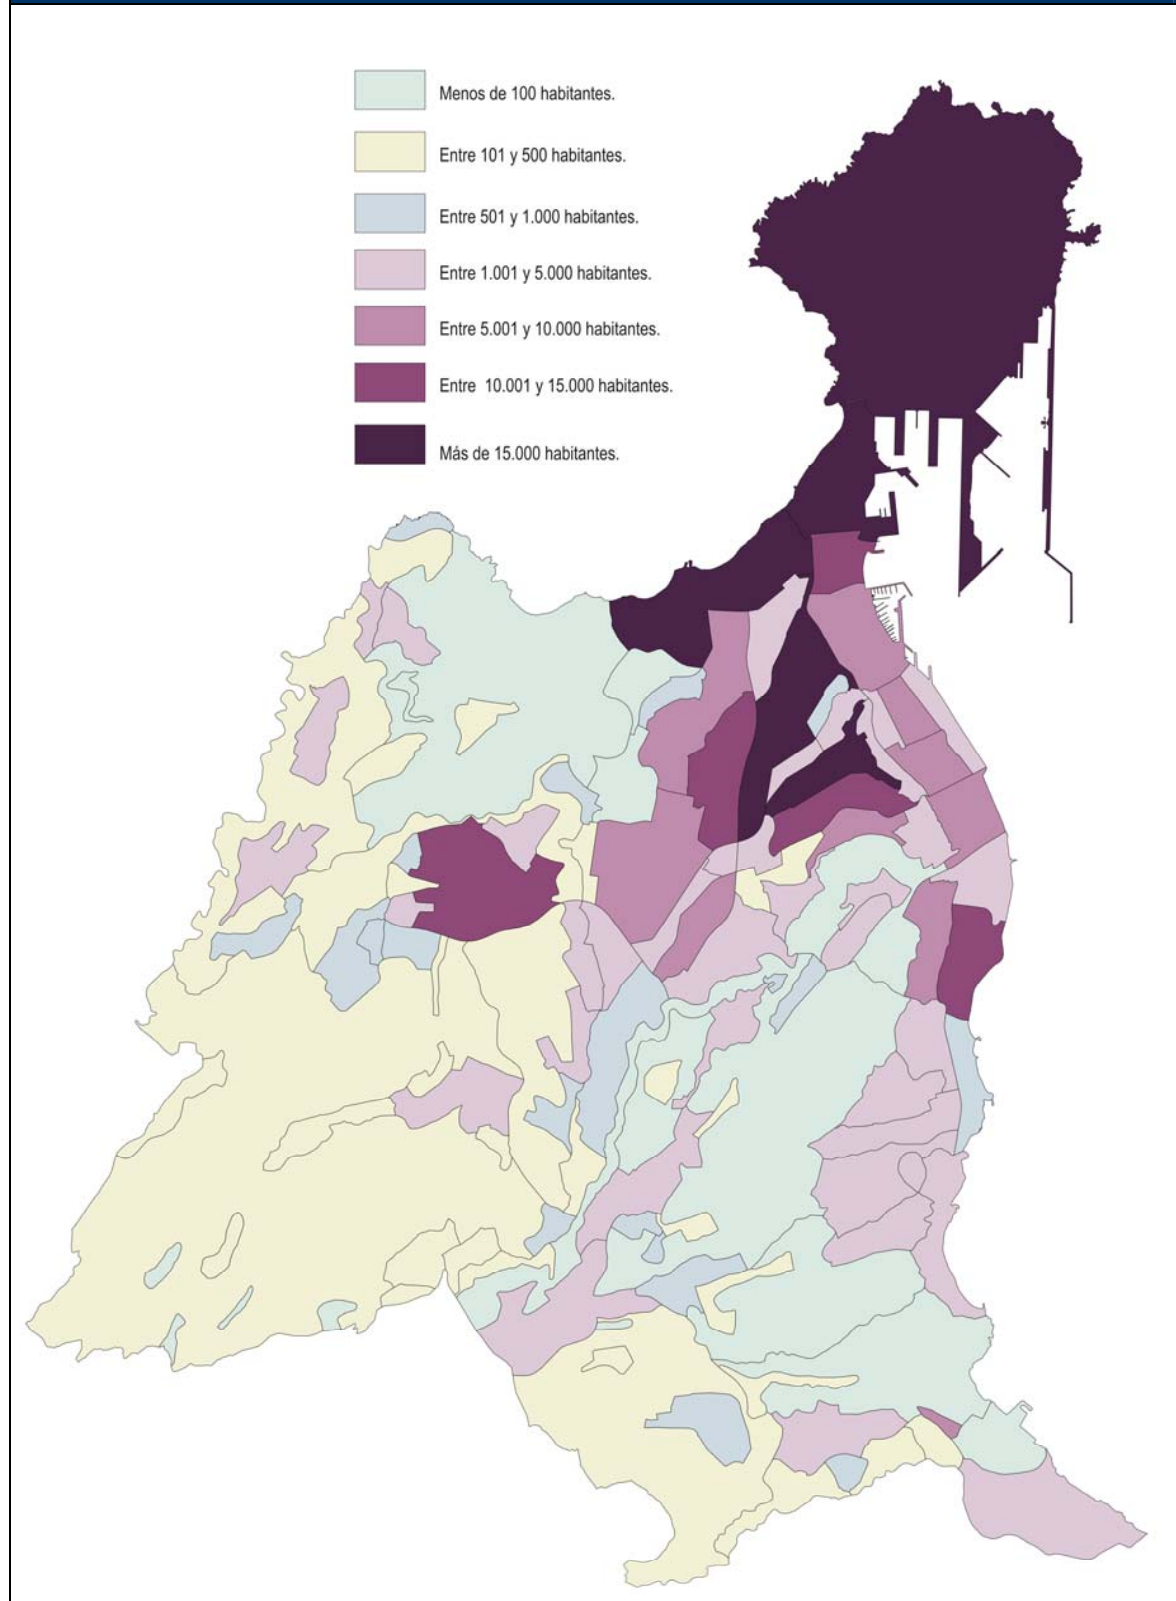 Menos de 100 habitantes.
Entre 101 y 500 habitantes.
Entre 501 y 1.000 habitantes.
Entre 1.001 y 5.000 habitantes.
Entre 5.001 y 10.000 habitantes.
Entre 10.001 y 15.000 habitantes.
Más de 15.000 habitantes.